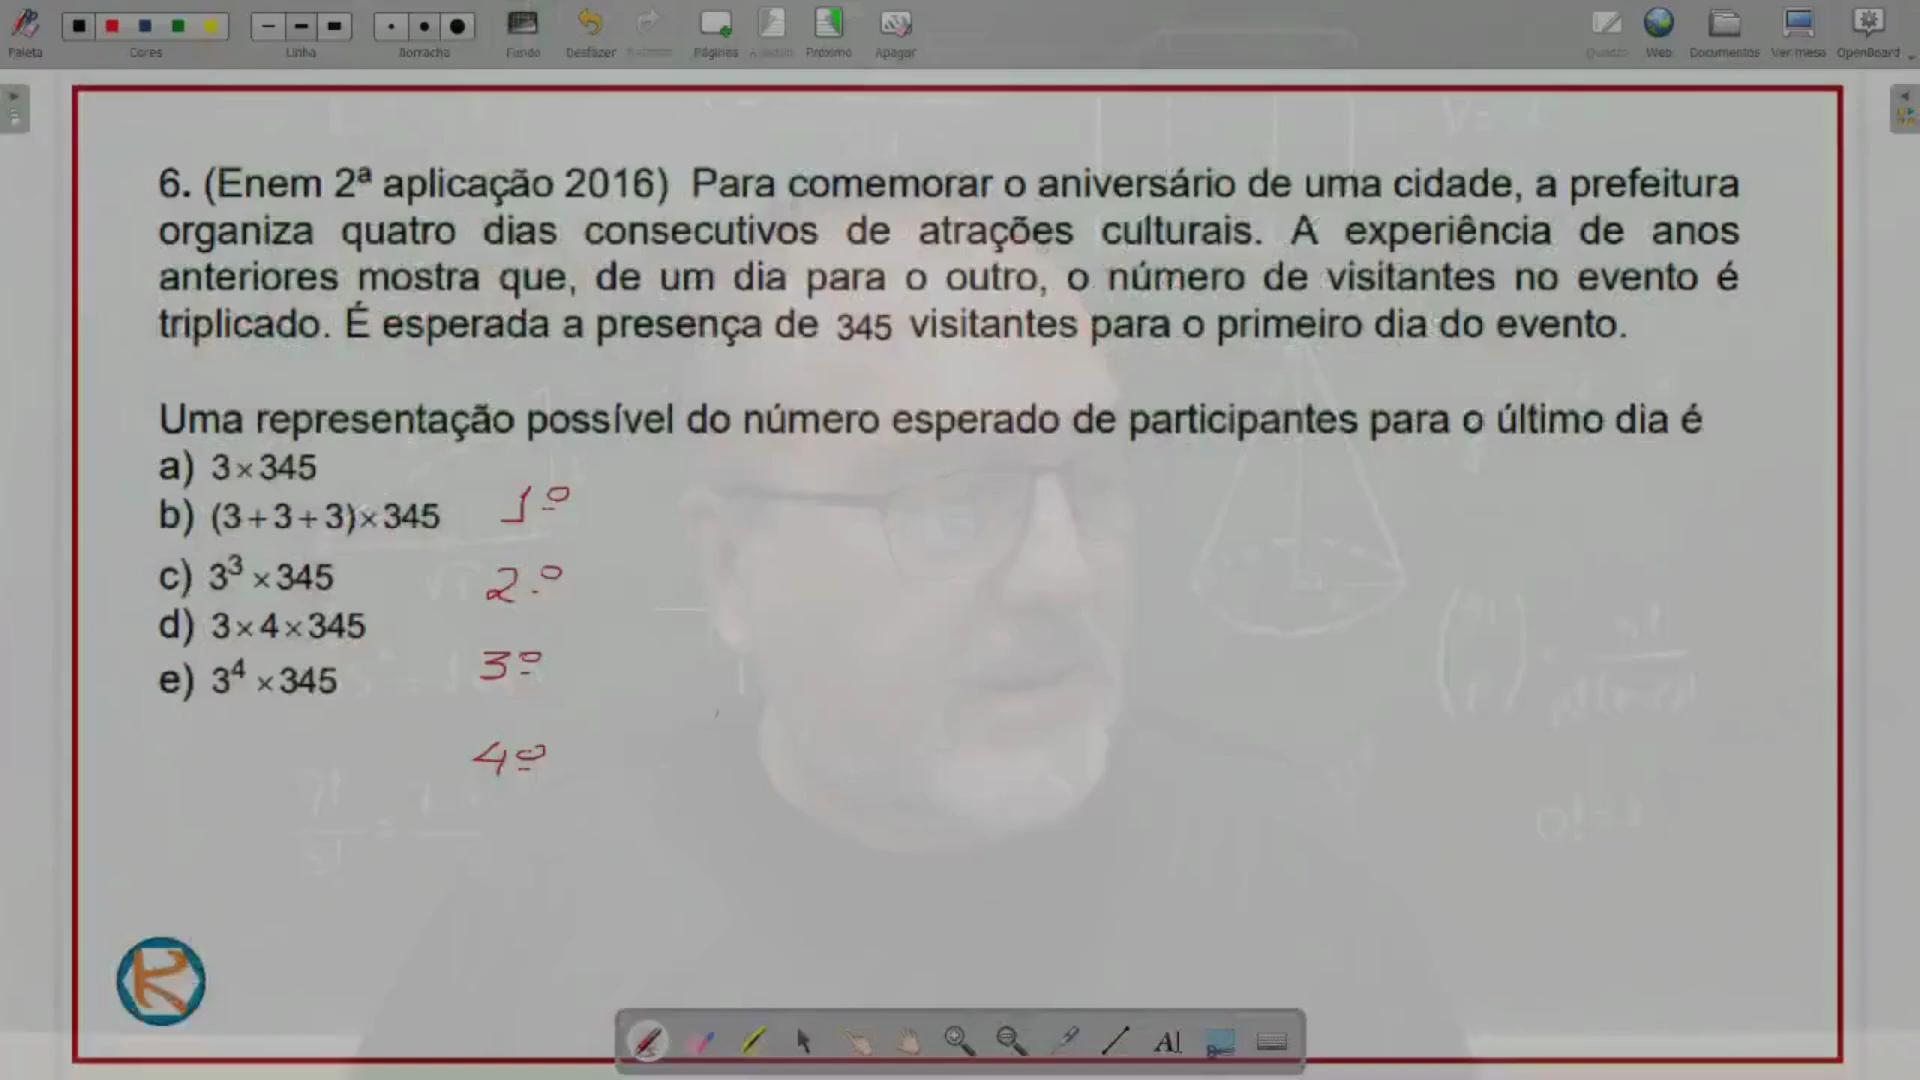 Paleta Cores Linha Borracha Fundo Desfazer Páginas Próximo Apagar Quadro Web Documentos Ver mesa OpenBoard
6. (Enem 2ª aplicação 2016) Para comemorar o aniversário de uma cidade, a prefeitura
organiza quatro dias consecutivos de atrações culturais. A experiência de anos
anteriores mostra que, de um dia para o outro, o número de visitantes no evento é
triplicado. É esperada a presença de 345 visitantes para o primeiro dia do evento.
Uma representação possível do número esperado de participantes para o último dia é
a) 3×345
b) (3+3+3)×345
c) 3³ ×345
d) 3×4×345
e) 3⁴ ×345
1º
2º
3º
4º